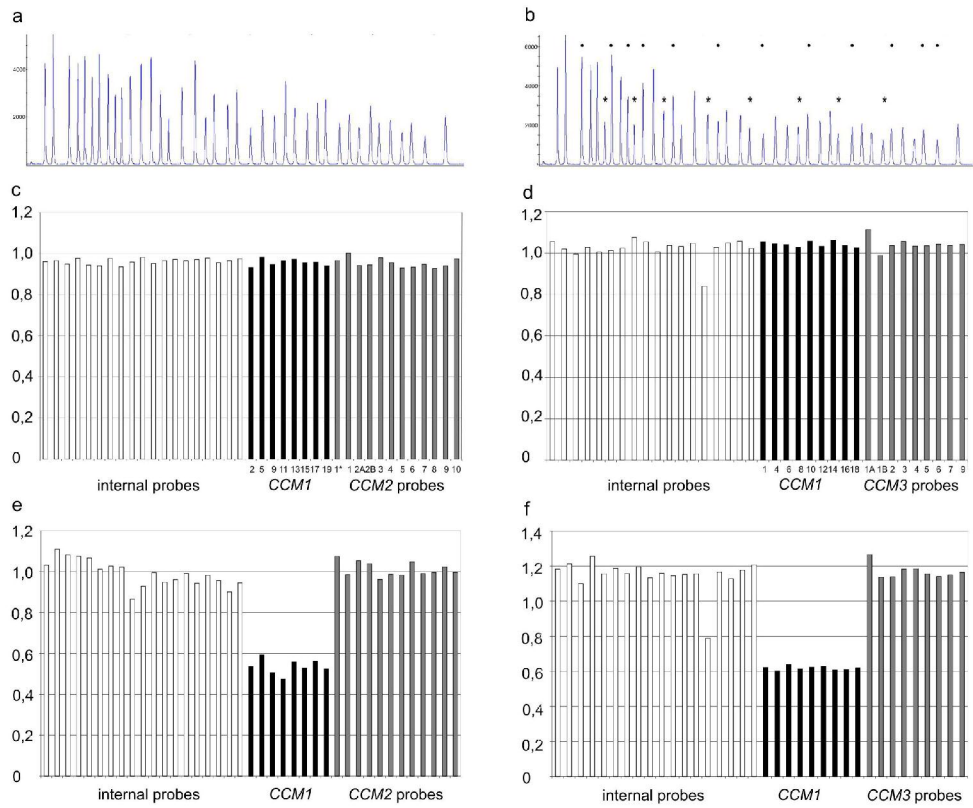 a
4000
2000
b
6000
4000
2000
c
1,2
1,0
0,8
0,6
0,4
0,2
0
2 5 9 11 13 15 17 19 1* 1 2A 2B 3 4 5 6 7 8 9 10
internal probes CCM1 CCM2 probes
d
1,2
1,0
0,8
0,6
0,4
0,2
0
1 4 6 8 10 12 14 16 18 1A 1B 2 3 4 5 6 7 9
internal probes CCM1 CCM3 probes
e
1,2
1,0
0,8
0,6
0,4
0,2
0
internal probes CCM1 CCM2 probes
f
1,4
1,2
1,0
0,8
0,6
0,4
0,2
0
internal probes CCM1 CCM3 probes